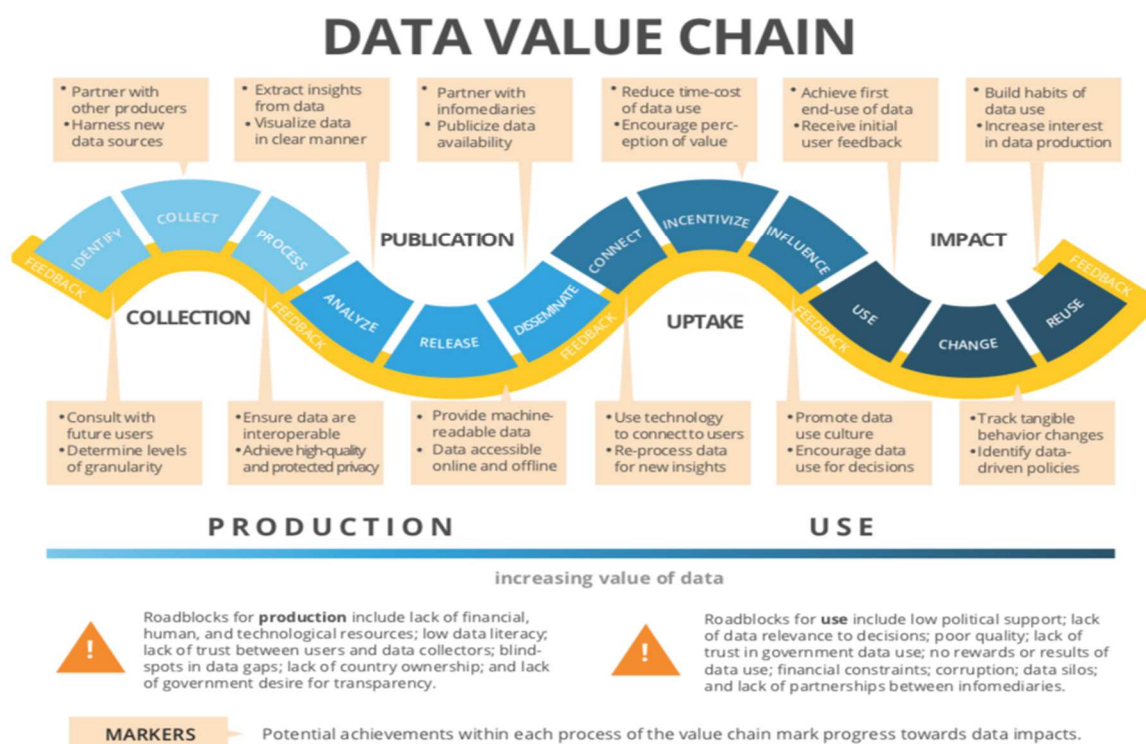 DATA VALUE CHAIN
• Partner with
other producers
• Harness new
data sources
• Extract insights
from data
• Visualize data
in clear manner
• Partner with
infomediaries
• Publicize data
availability
• Reduce time-cost
of data use
• Encourage perc-
eption of value
• Achieve first
end-use of data
• Receive initial
user feedback
• Build habits of
data use
• Increase interest
in data production
IDENTIFY
COLLECT
PROCESS
ANALYZE
RELEASE
DISSEMINATE
CONNECT
INCENTIVIZE
INFLUENCE
USE
CHANGE
REUSE
FEEDBACK
FEEDBACK
FEEDBACK
FEEDBACK
FEEDBACK
COLLECTION
PUBLICATION
UPTAKE
IMPACT
• Consult with
future users
• Determine levels
of granularity
• Ensure data are
interoperable
• Achieve high-quality
and protected privacy
• Provide machine-
readable data
• Data accessible
online and offline
• Use technology
to connect to users
• Re-process data
for new insights
• Promote data
use culture
• Encourage data
use for decisions
• Track tangible
behavior changes
• Identify data-
driven policies
PRODUCTION
USE
increasing value of data
!
Roadblocks for production include lack of financial,
human, and technological resources; low data literacy;
lack of trust between users and data collectors; blind-
spots in data gaps; lack of country ownership; and lack
of government desire for transparency.
!
Roadblocks for use include low political support; lack
of data relevance to decisions; poor quality; lack of
trust in government data use; no rewards or results of
data use; financial constraints; corruption; data silos;
and lack of partnerships between infomediaries.
MARKERS
Potential achievements within each process of the value chain mark progress towards data impacts.